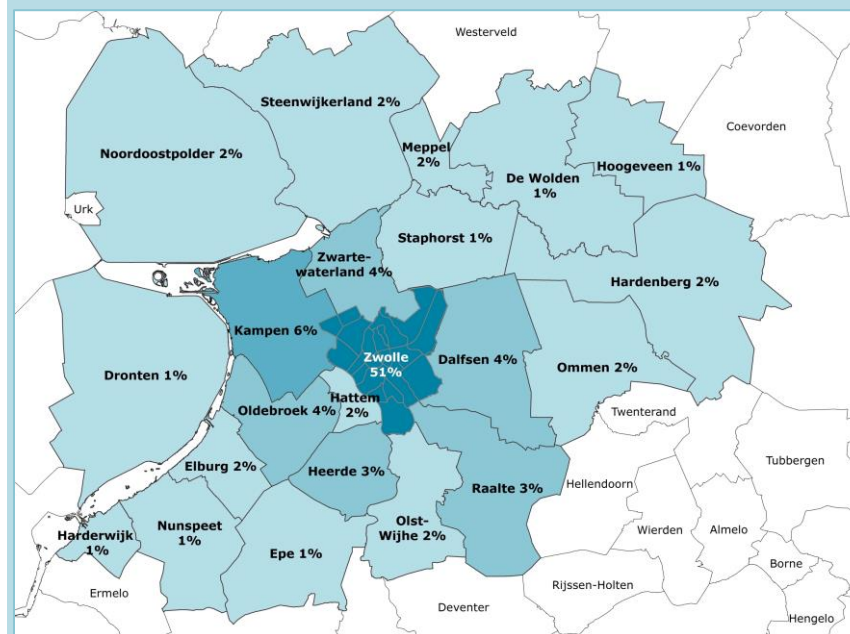 Westerveld
Steenwijkerland 2%
Coevorden
Noordoostpolder 2%
Meppel
2%
Hoogeveen 1%
De Wolden
1%
Urk
Staphorst 1%
Zwarte-
waterland 4%
Hardenberg 2%
Kampen 6%
Zwolle
51%
Dalfsen 4%
Ommen 2%
Dronten 1%
Hattem
2%
Oldebroek 4%
Twenterand
Elburg 2%
Heerde 3%
Raalte 3%
Hellendoorn
Tubbergen
Harderwijk
1%
Nunspeet
1%
Epe 1%
Olst-
Wijhe 2%
Wierden
Almelo
Borne
Ermelo
Deventer
Rijssen-Holten
Hengelo